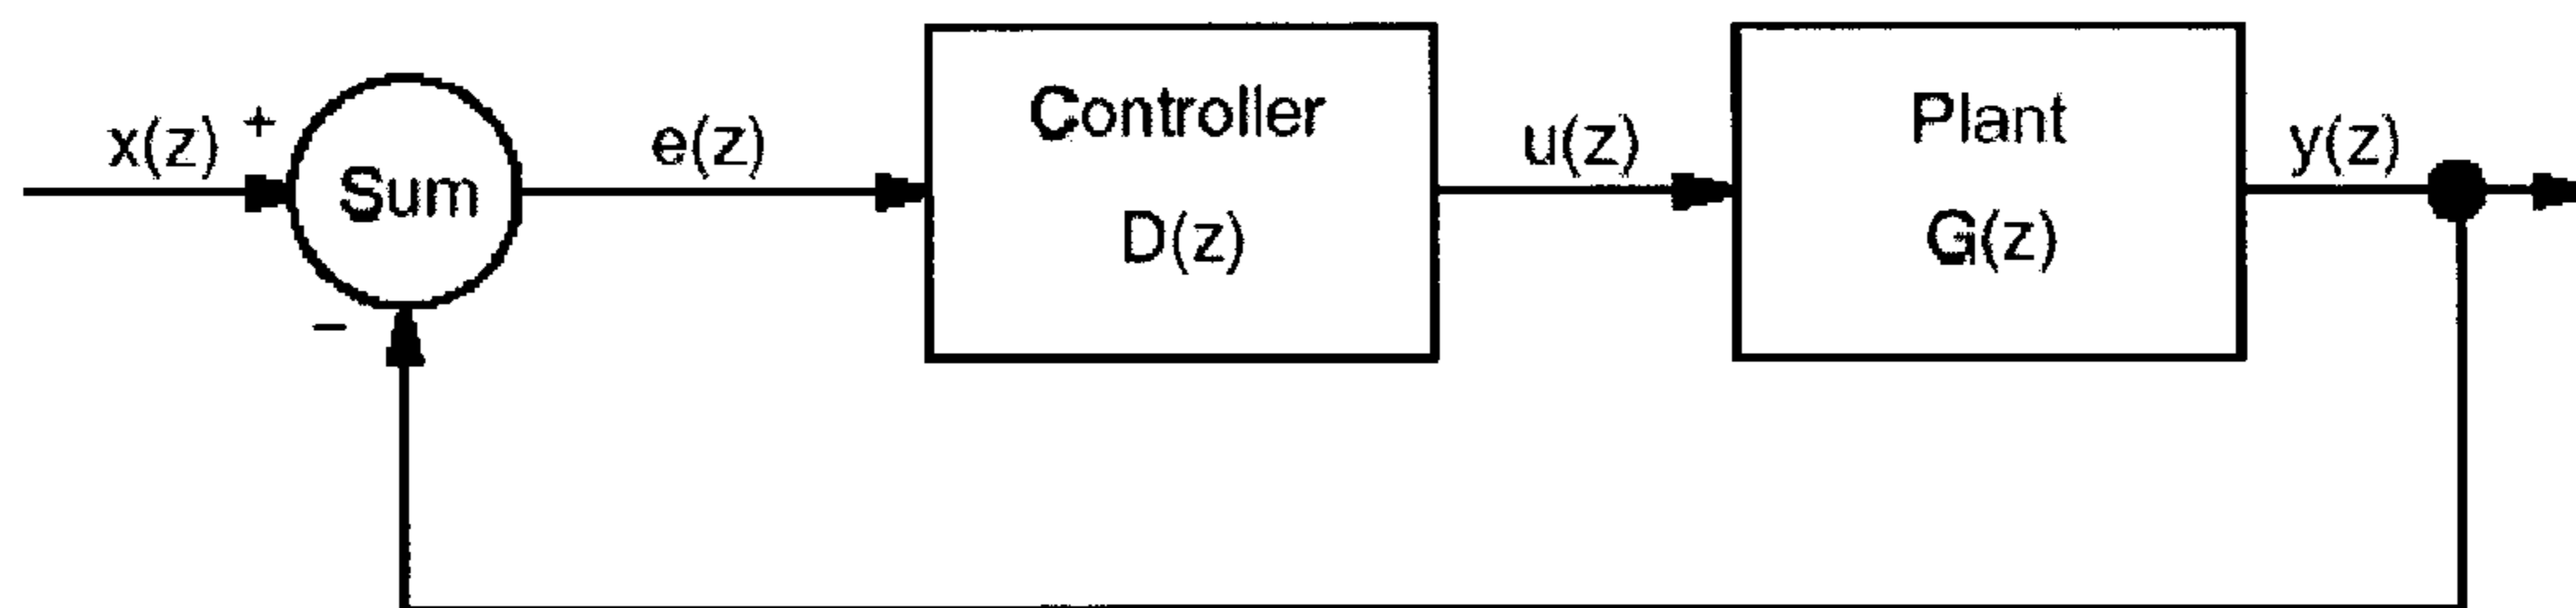 x(z)
+
Sum
−
e(z)
Controller
D(z)
u(z)
Plant
G(z)
y(z)